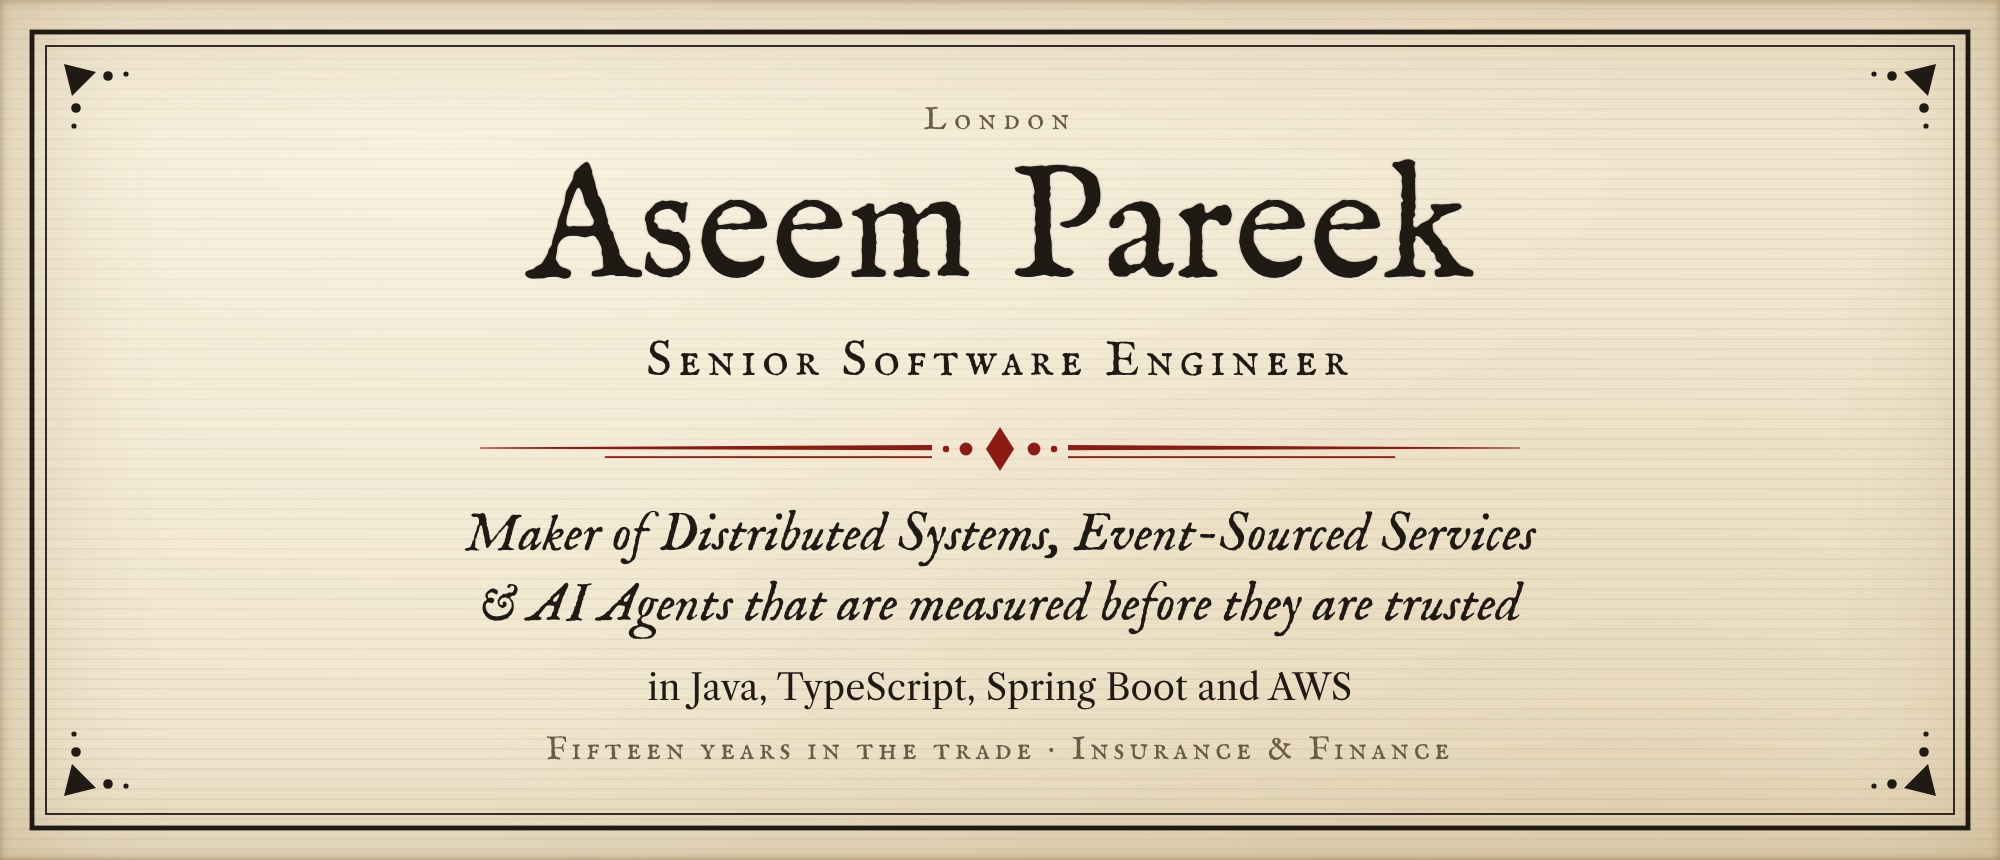 London
Aseem Pareek
Senior Software Engineer
Maker of Distributed Systems, Event-Sourced Services
& AI Agents that are measured before they are trusted
in Java, TypeScript, Spring Boot and AWS
Fifteen years in the trade · Insurance & Finance